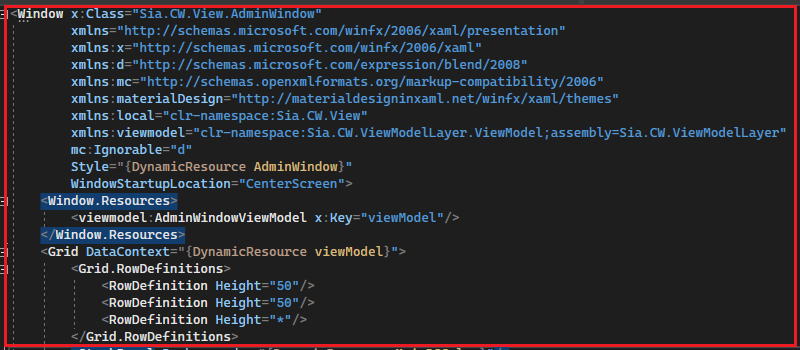 <Window x:Class="Sia.CW.View.AdminWindow"
xmlns="http://schemas.microsoft.com/winfx/2006/xaml/presentation"
xmlns:x="http://schemas.microsoft.com/winfx/2006/xaml"
xmlns:d="http://schemas.microsoft.com/expression/blend/2008"
xmlns:mc="http://schemas.openxmlformats.org/markup-compatibility/2006"
xmlns:materialDesign="http://materialdesigninxaml.net/winfx/xaml/themes"
xmlns:local="clr-namespace:Sia.CW.View"
xmlns:viewmodel="clr-namespace:Sia.CW.ViewModelLayer.ViewModel;assembly=Sia.CW.ViewModelLayer"
mc:Ignorable="d"
Style="{DynamicResource AdminWindow}"
WindowStartupLocation="CenterScreen">
<Window.Resources>
<viewmodel:AdminWindowViewModel x:Key="viewModel"/>
</Window.Resources>
<Grid DataContext="{DynamicResource viewModel}">
<Grid.RowDefinitions>
<RowDefinition Height="50"/>
<RowDefinition Height="50"/>
<RowDefinition Height="*"/>
</Grid.RowDefinitions>